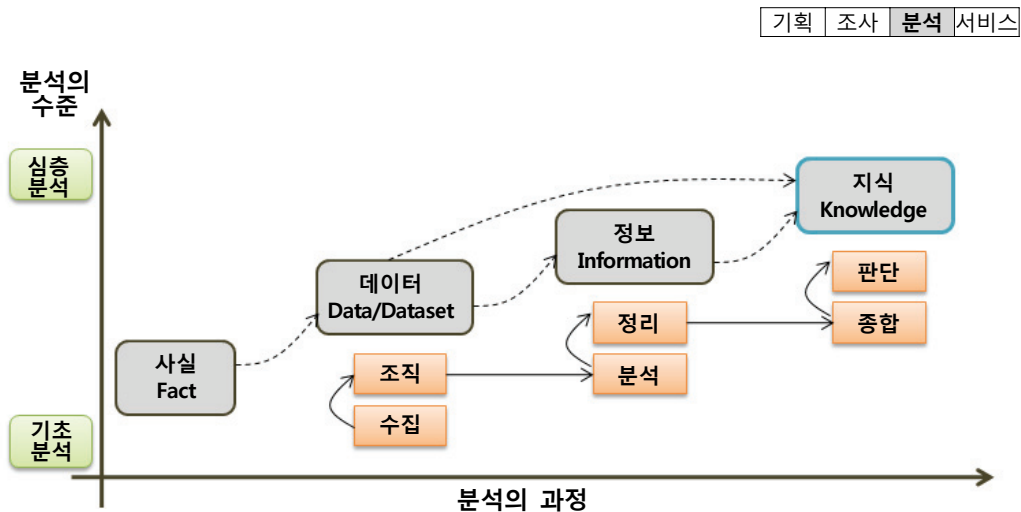 기획 조사 분석 서비스
분석의
수준
심층
분석
지식
Knowledge
정보
Information
데이터
Data/Dataset
판단
정리
종합
사실
Fact
조직
분석
수집
기초
분석
분석의 과정